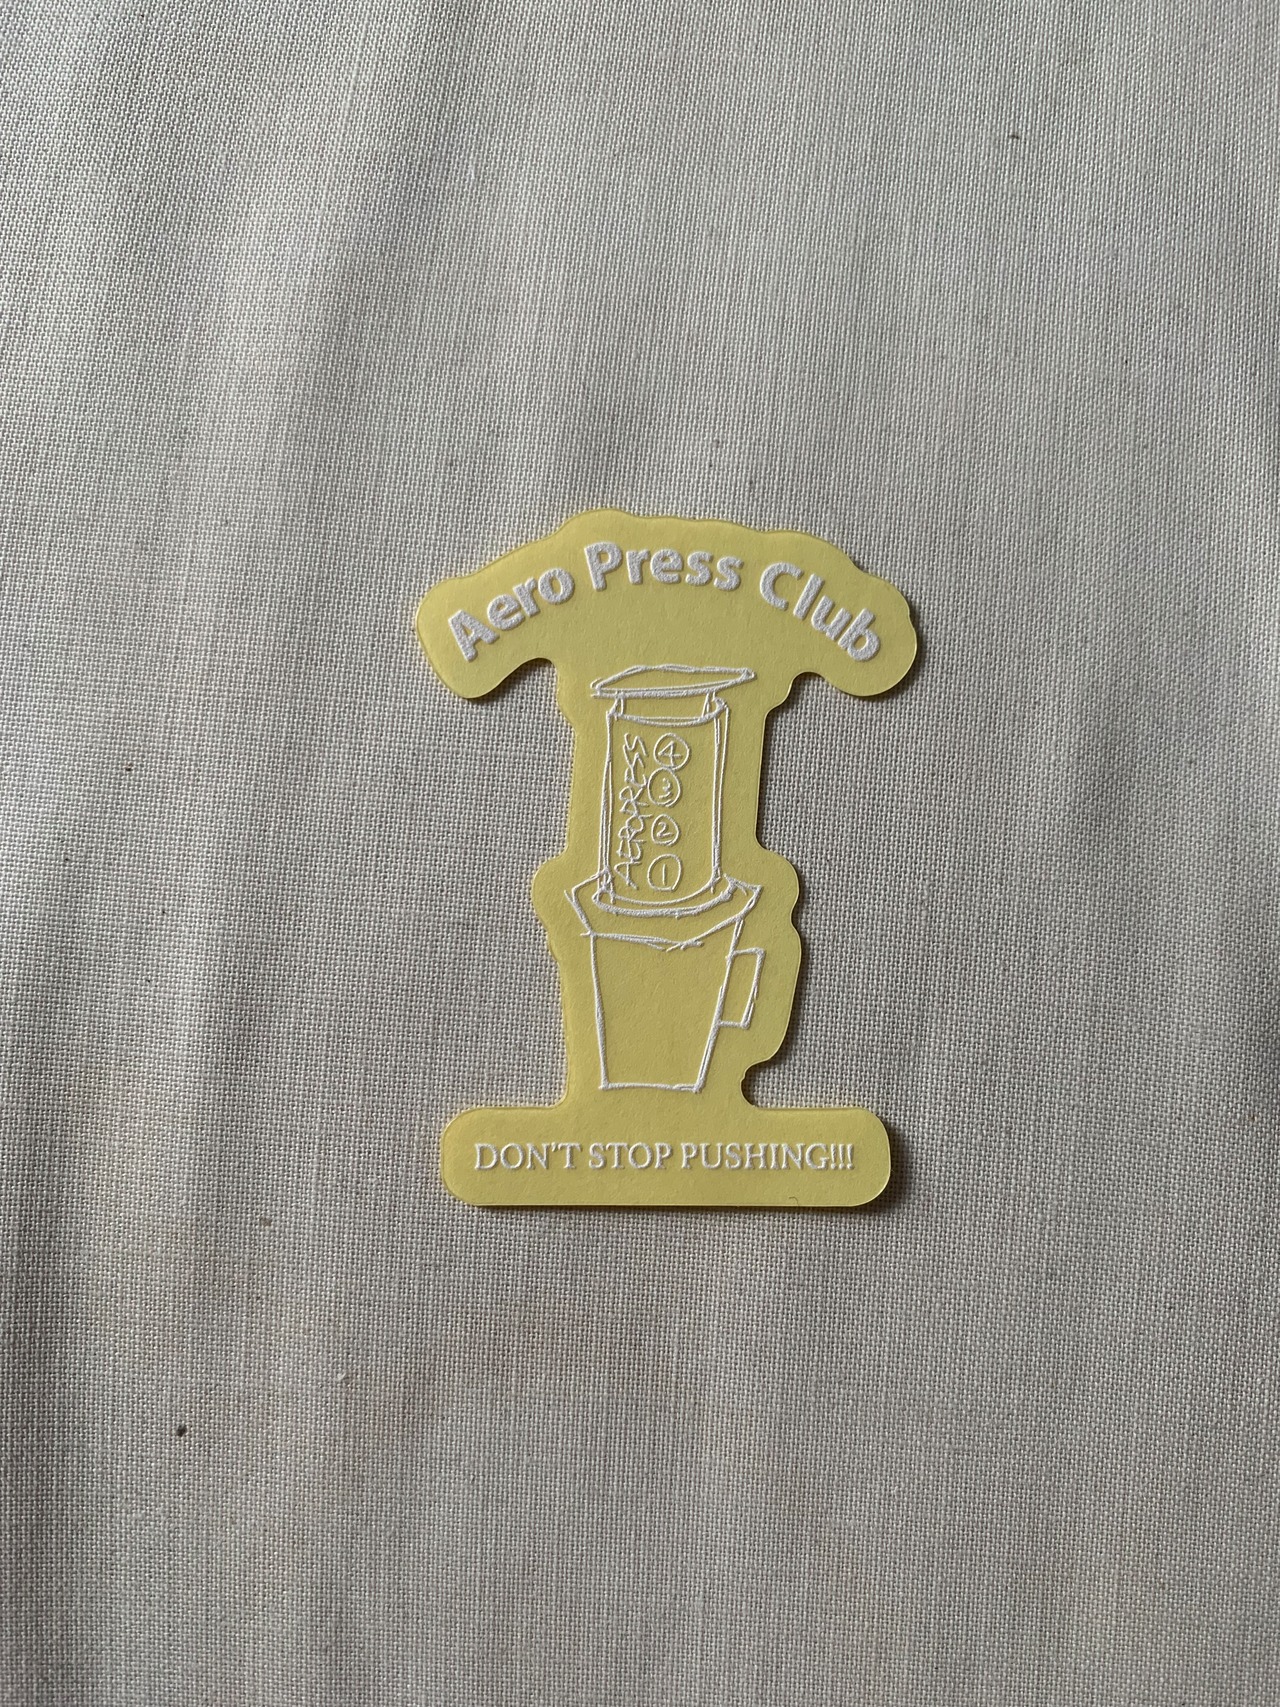 Aero Press Club
AEROPRESS
4
3
2
1
DON'T STOP PUSHING!!!